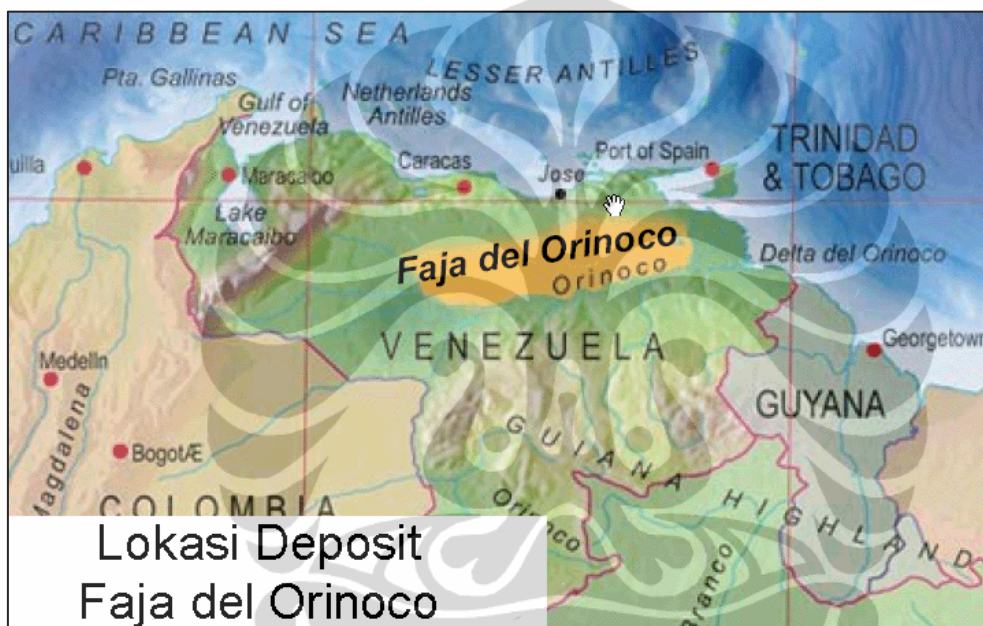 CARIBBEAN SEA
LESSER ANTILLES
Pta. Gallinas
Netherlands
Antilles
Gulf of
Venezuela
TRINIDAD
& TOBAGO
uilla
Maracaibo
Caracas
Jose
Port of Spain
Lake
Maracaibo
Faja del Orinoco
Orinoco
Delta del Orinoco
VENEZUELA
Georgetown
Medelln
GUYANA
Magdalena
BogotÆ
GUIANA HIGHLAND
COLOMBIA
Orinoco
Branco
Lokasi Deposit
Faja del Orinoco